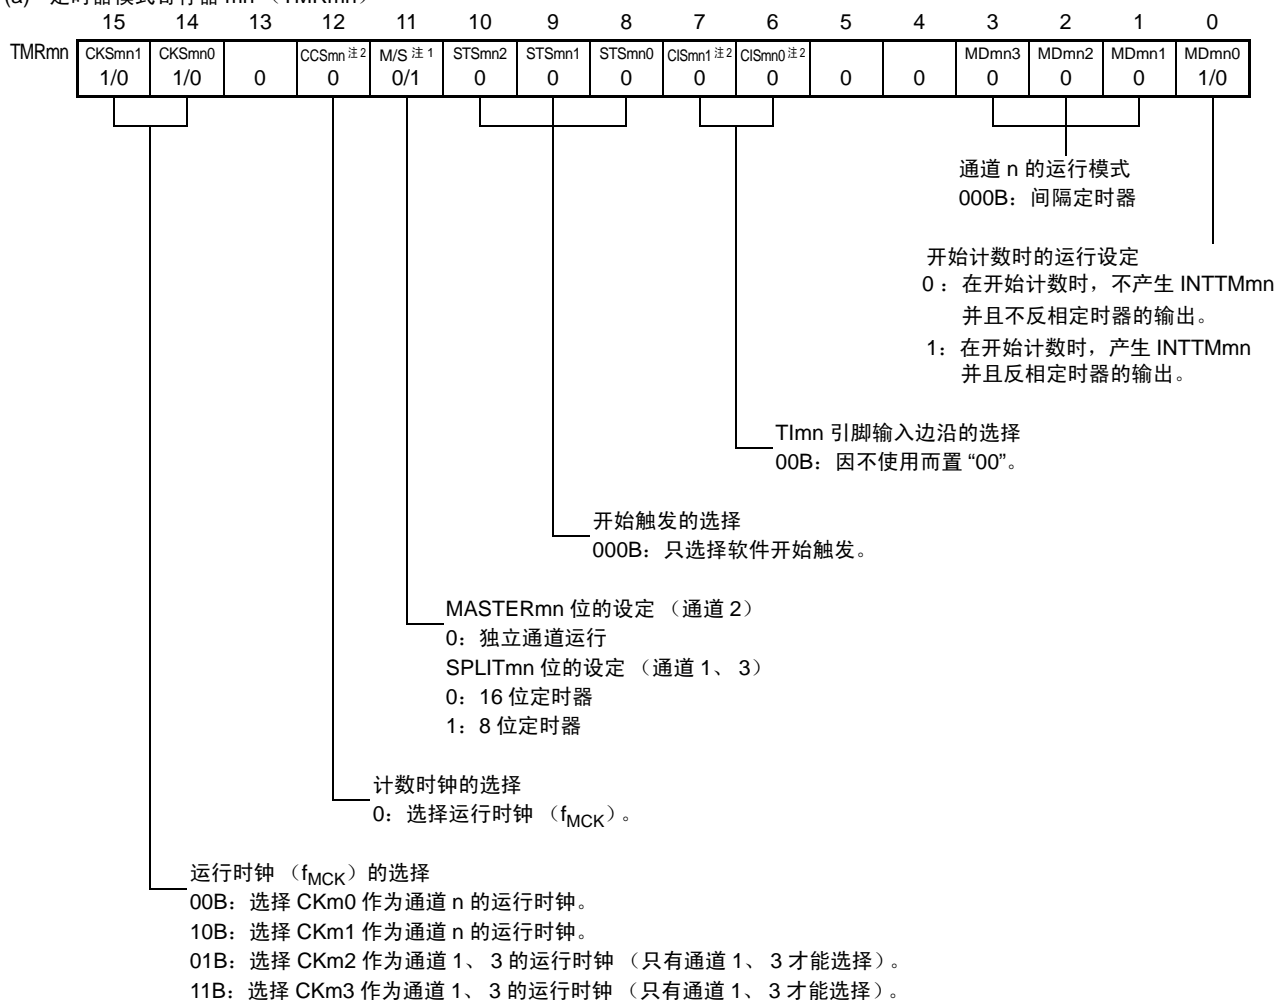 (a) 定时器模式寄存器 mn （TMRmn）
15 14 13 12 11 10 9 8 7 6 5 4 3 2 1 0
TMRmn CKSmn1 CKSmn0 CCSmn 注2 M/S 注1 STSmn2 STSmn1 STSmn0 CISmn1 注2 CISmn0 注2 MDmn3 MDmn2 MDmn1 MDmn0
1/0 1/0 0 0 0/1 0 0 0 0 0 0 0 0 0 0 1/0
通道 n 的运行模式
000B：间隔定时器
开始计数时的运行设定
0：在开始计数时，不产生 INTTMmn
并且不反相定时器的输出。
1：在开始计数时，产生 INTTMmn
并且反相定时器的输出。
TImn 引脚输入边沿的选择
00B：因不使用而置 “00”。
开始触发的选择
000B：只选择软件开始触发。
MASTERmn 位的设定 （通道 2）
0：独立通道运行
SPLITmn 位的设定 （通道 1、 3）
0：16 位定时器
1：8 位定时器
计数时钟的选择
0：选择运行时钟 （fMCK）。
运行时钟 （fMCK）的选择
00B：选择 CKm0 作为通道 n 的运行时钟。
10B：选择 CKm1 作为通道 n 的运行时钟。
01B：选择 CKm2 作为通道 1、 3 的运行时钟 （只有通道 1、 3 才能选择）。
11B：选择 CKm3 作为通道 1、 3 的运行时钟 （只有通道 1、 3 才能选择）。